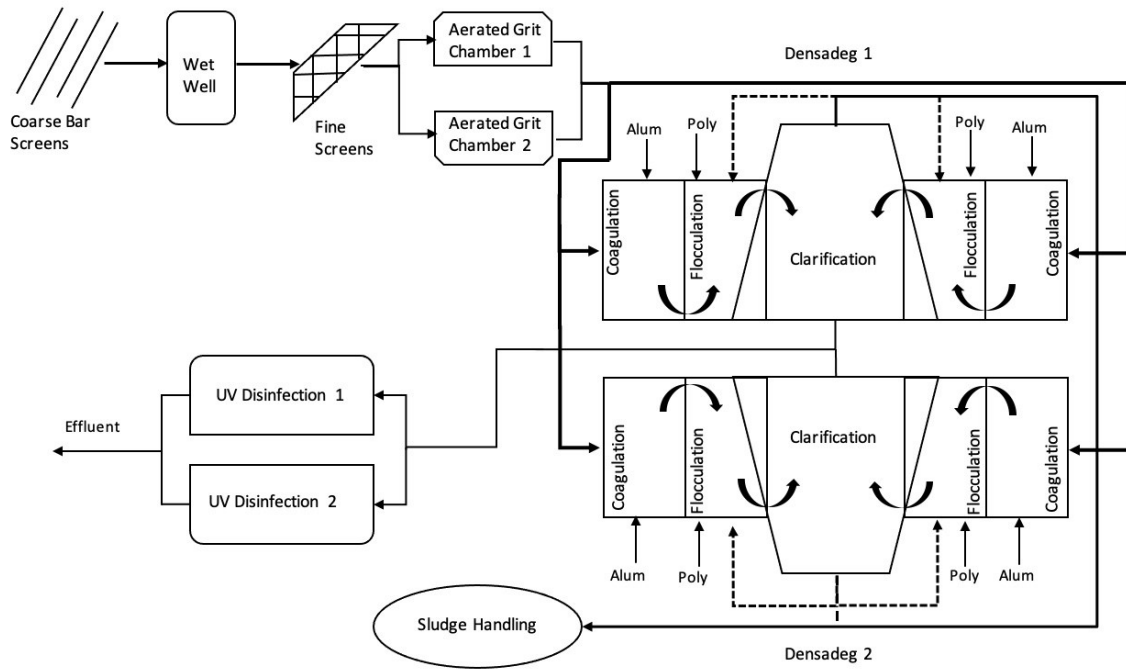 Coarse Bar
Screens
Wet
Well
Fine
Screens
Aerated Grit
Chamber 1
Aerated Grit
Chamber 2
Densadeg 1
Alum
Poly
Poly
Alum
Coagulation
Flocculation
Clarification
Flocculation
Coagulation
UV Disinfection 1
Effluent
UV Disinfection 2
Coagulation
Flocculation
Clarification
Flocculation
Coagulation
Alum
Poly
Poly
Alum
Sludge Handling
Densadeg 2